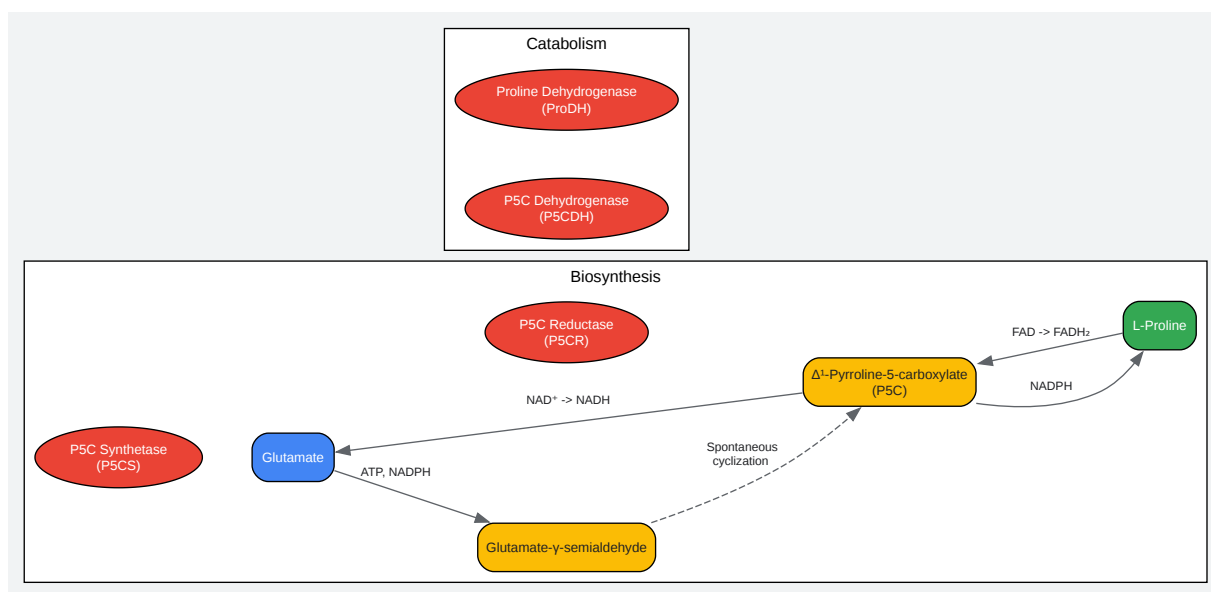 Catabolism
Proline Dehydrogenase
(ProDH)
P5C Dehydrogenase
(P5CDH)
Biosynthesis
P5C Reductase
(P5CR)
L-Proline
FAD -> FADH₂
Δ¹-Pyrroline-5-carboxylate
(P5C)
NADPH
NAD⁺ -> NADH
P5C Synthetase
(P5CS)
Glutamate
ATP, NADPH
Spontaneous
cyclization
Glutamate-γ-semialdehyde